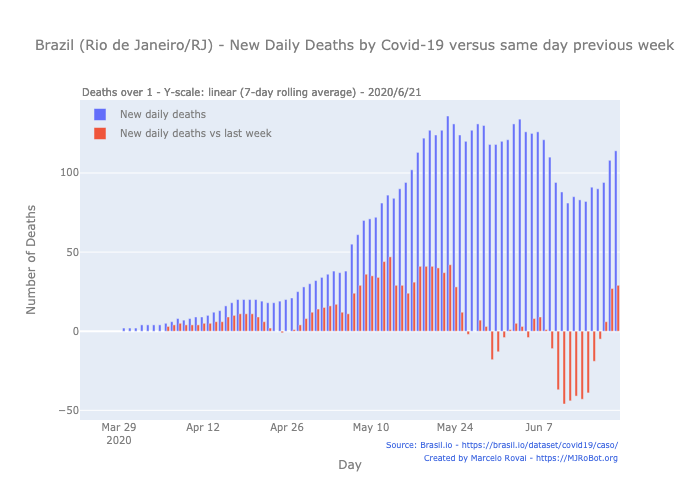 Brazil (Rio de Janeiro/RJ) - New Daily Deaths by Covid-19 versus same day previous week
Deaths over 1 - Y-scale: linear (7-day rolling average) - 2020/6/21
New daily deaths
New daily deaths vs last week
100
50
0
−50
Number of Deaths
Mar 29
2020
Apr 12
Apr 26
May 10
May 24
Jun 7
Day
Source: Brasil.io - https://brasil.io/dataset/covid19/caso/
Created by Marcelo Rovai - https://MJRoBot.org